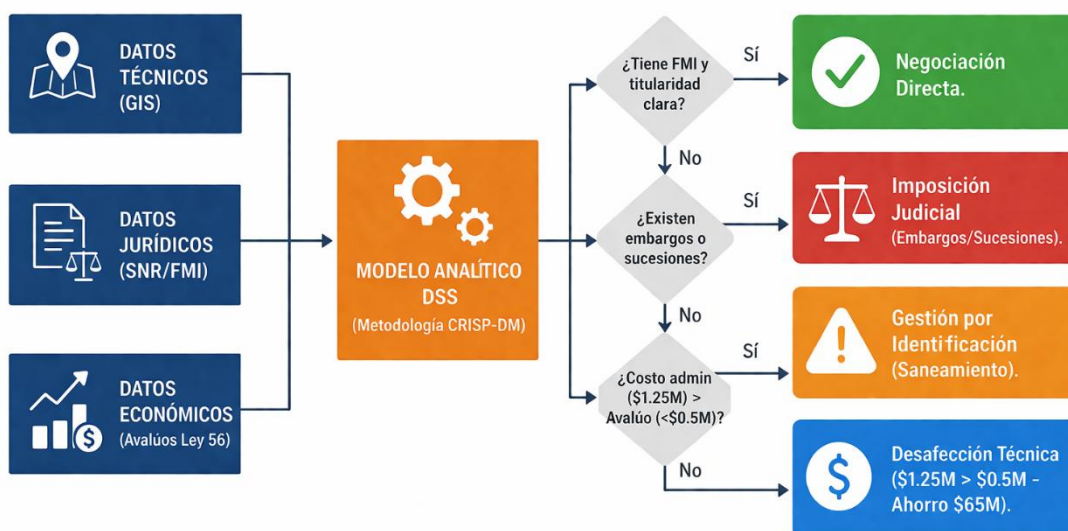 DATOS
TÉCNICOS
(GIS)
DATOS
JURÍDICOS
(SNR/FMI)
DATOS
ECONÓMICOS
(Avalúos Ley 56)
$
MODELO ANALÍTICO
DSS
(Metodología CRISP-DM)
¿Tiene FMI y
titularidad
clara?
Sí
No
¿Existen
embargos o
sucesiones?
Sí
No
¿Costo admin
($1.25M) >
Avalúo (<$0.5M)?
Sí
No
Negociación
Directa.
Imposición
Judicial
(Embargos/Sucesiones).
Gestión por
Identificación
(Saneamiento).
$
Desafección Técnica
($1.25M > $0.5M –
Ahorro $65M).